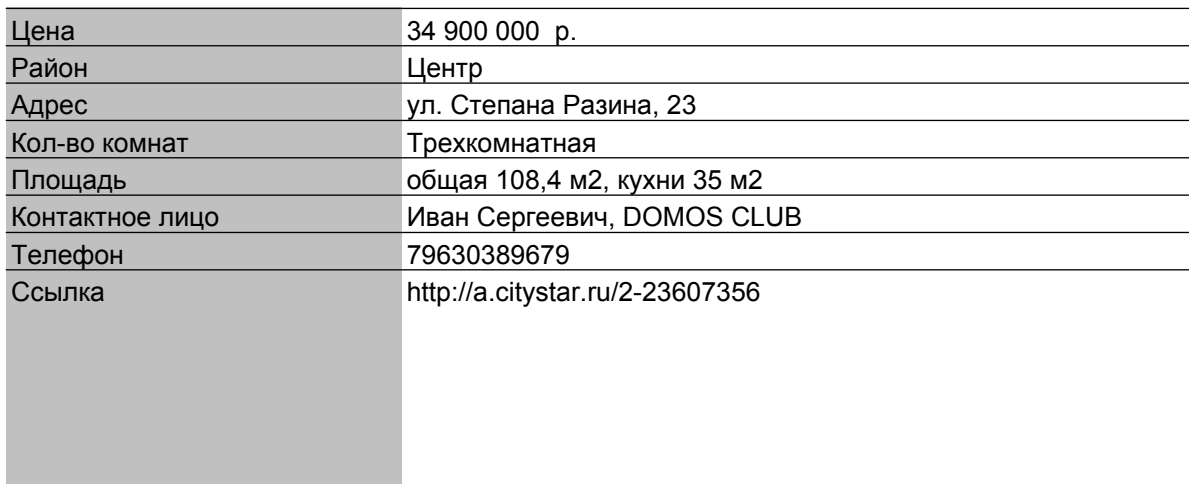 Цена 34 900 000 р.
Район Центр
Адрес ул. Степана Разина, 23
Кол-во комнат Трехкомнатная
Площадь общая 108,4 м2, кухни 35 м2
Контактное лицо Иван Сергеевич, DOMOS CLUB
Телефон 79630389679
Ссылка http://a.citystar.ru/2-23607356